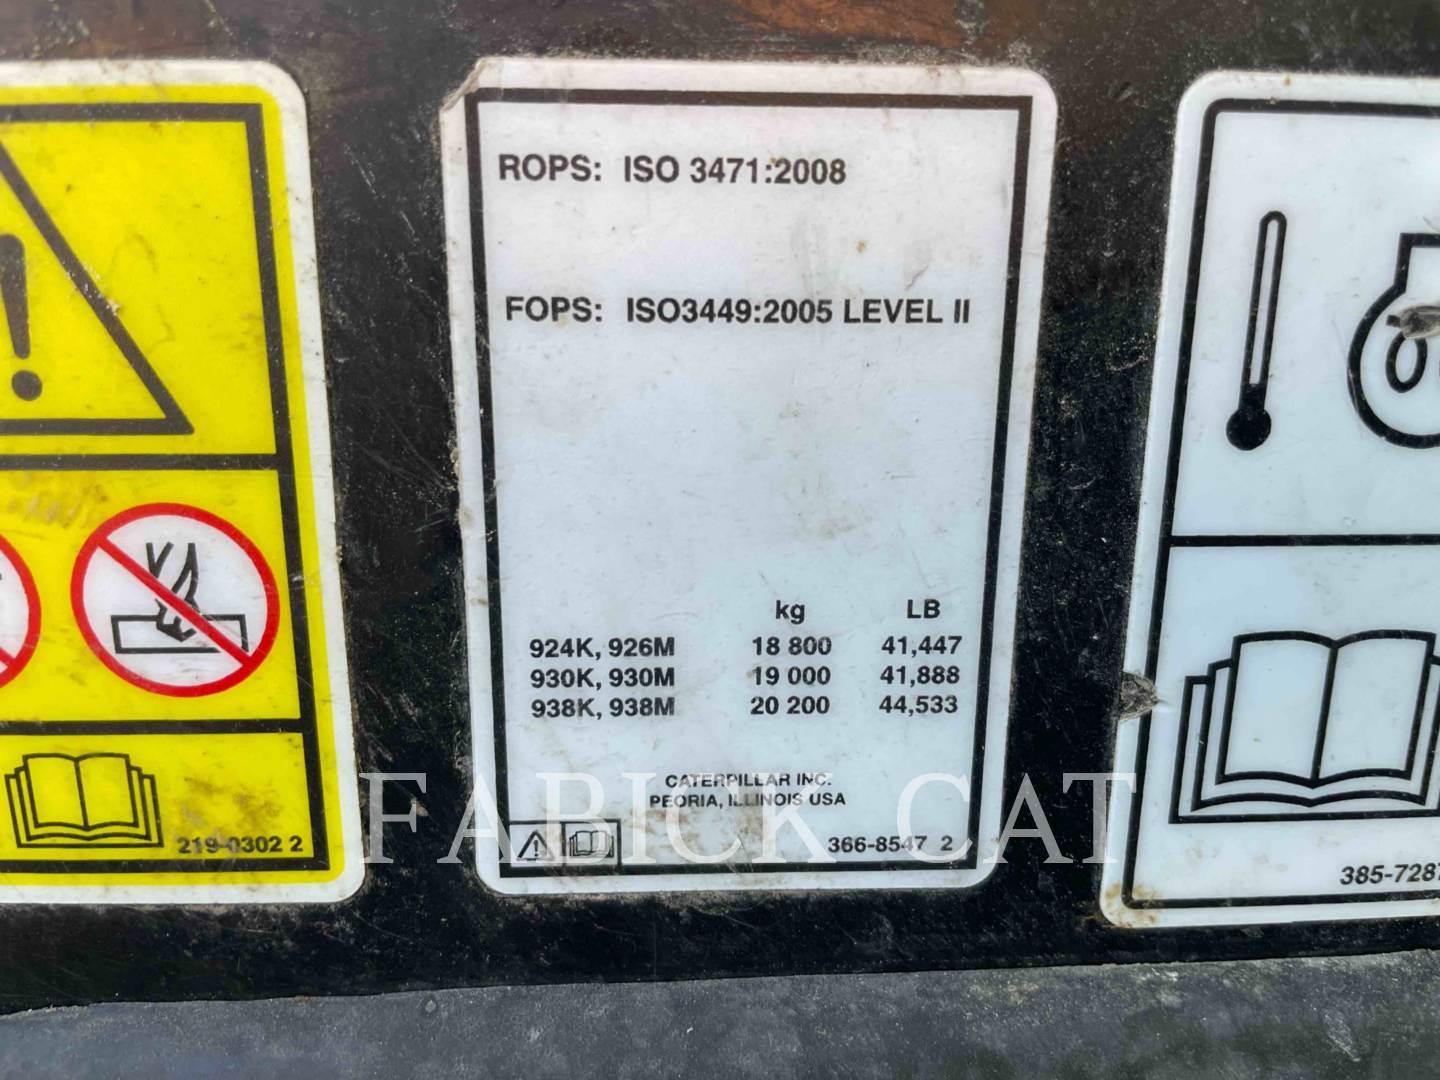 ROPS: ISO 3471:2008
FOPS: ISO3449:2005 LEVEL II
kg LB
924K, 926M 18 800 41,447
930K, 930M 19 000 41,888
938K, 938M 20 200 44,533
CATERPILLAR INC.
PEORIA, ILLINOIS USA
366-8547 2
219-0302 2
385-7287
FABICK CAT